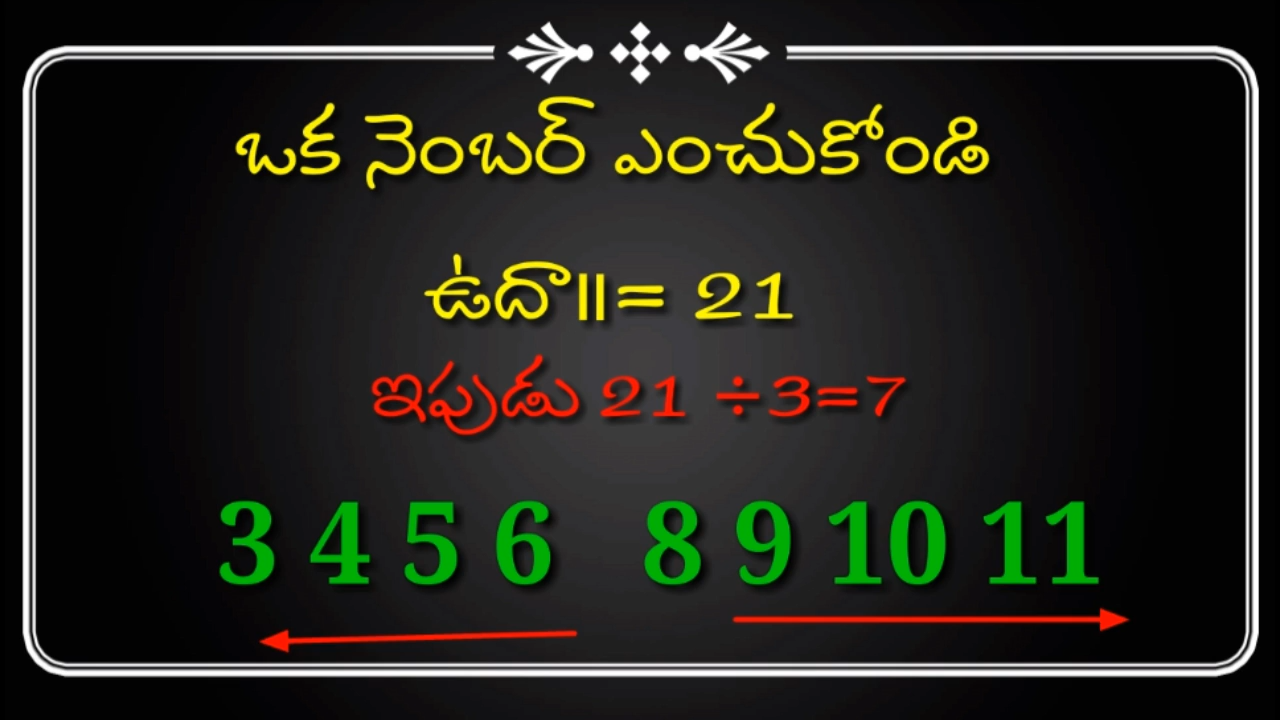 ఒక నెంబర్ ఎంచుకోండి
ఉదా॥= 21
ఇపుడు 21 ÷3=7
3 4 5 6 8 9 10 11